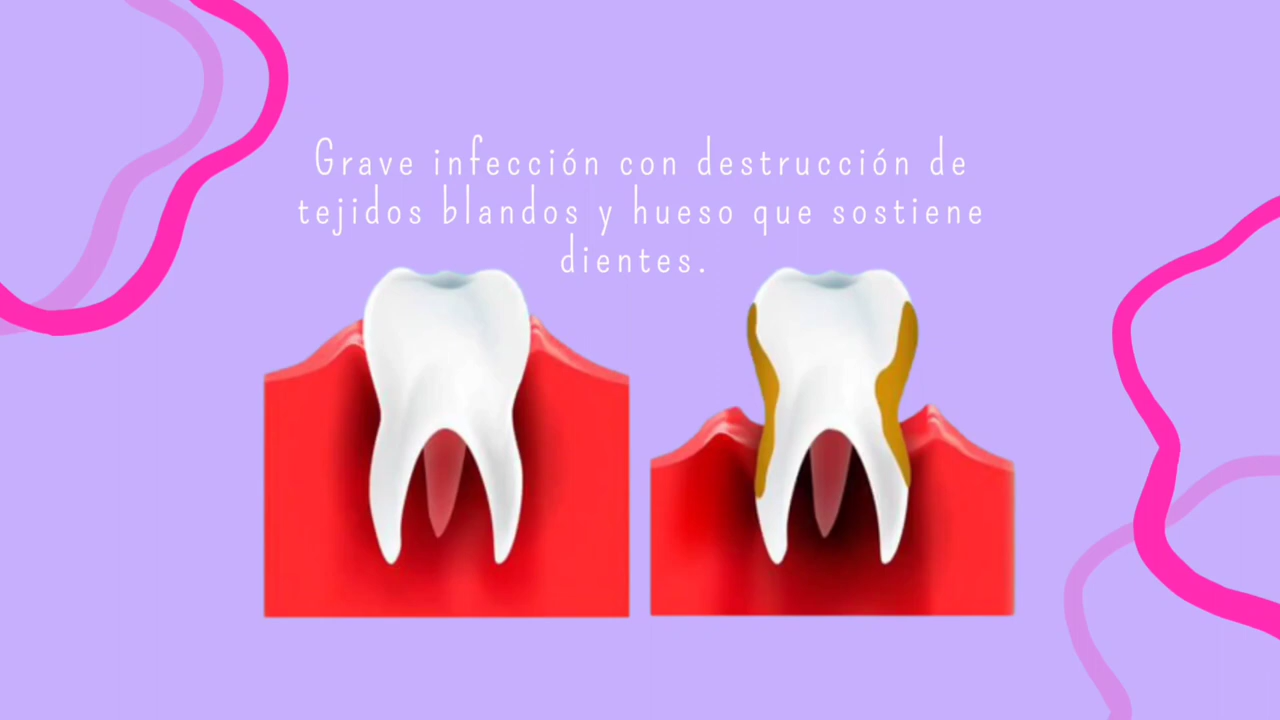 Grave infección con destrucción de
tejidos blandos y hueso que sostiene
dientes.